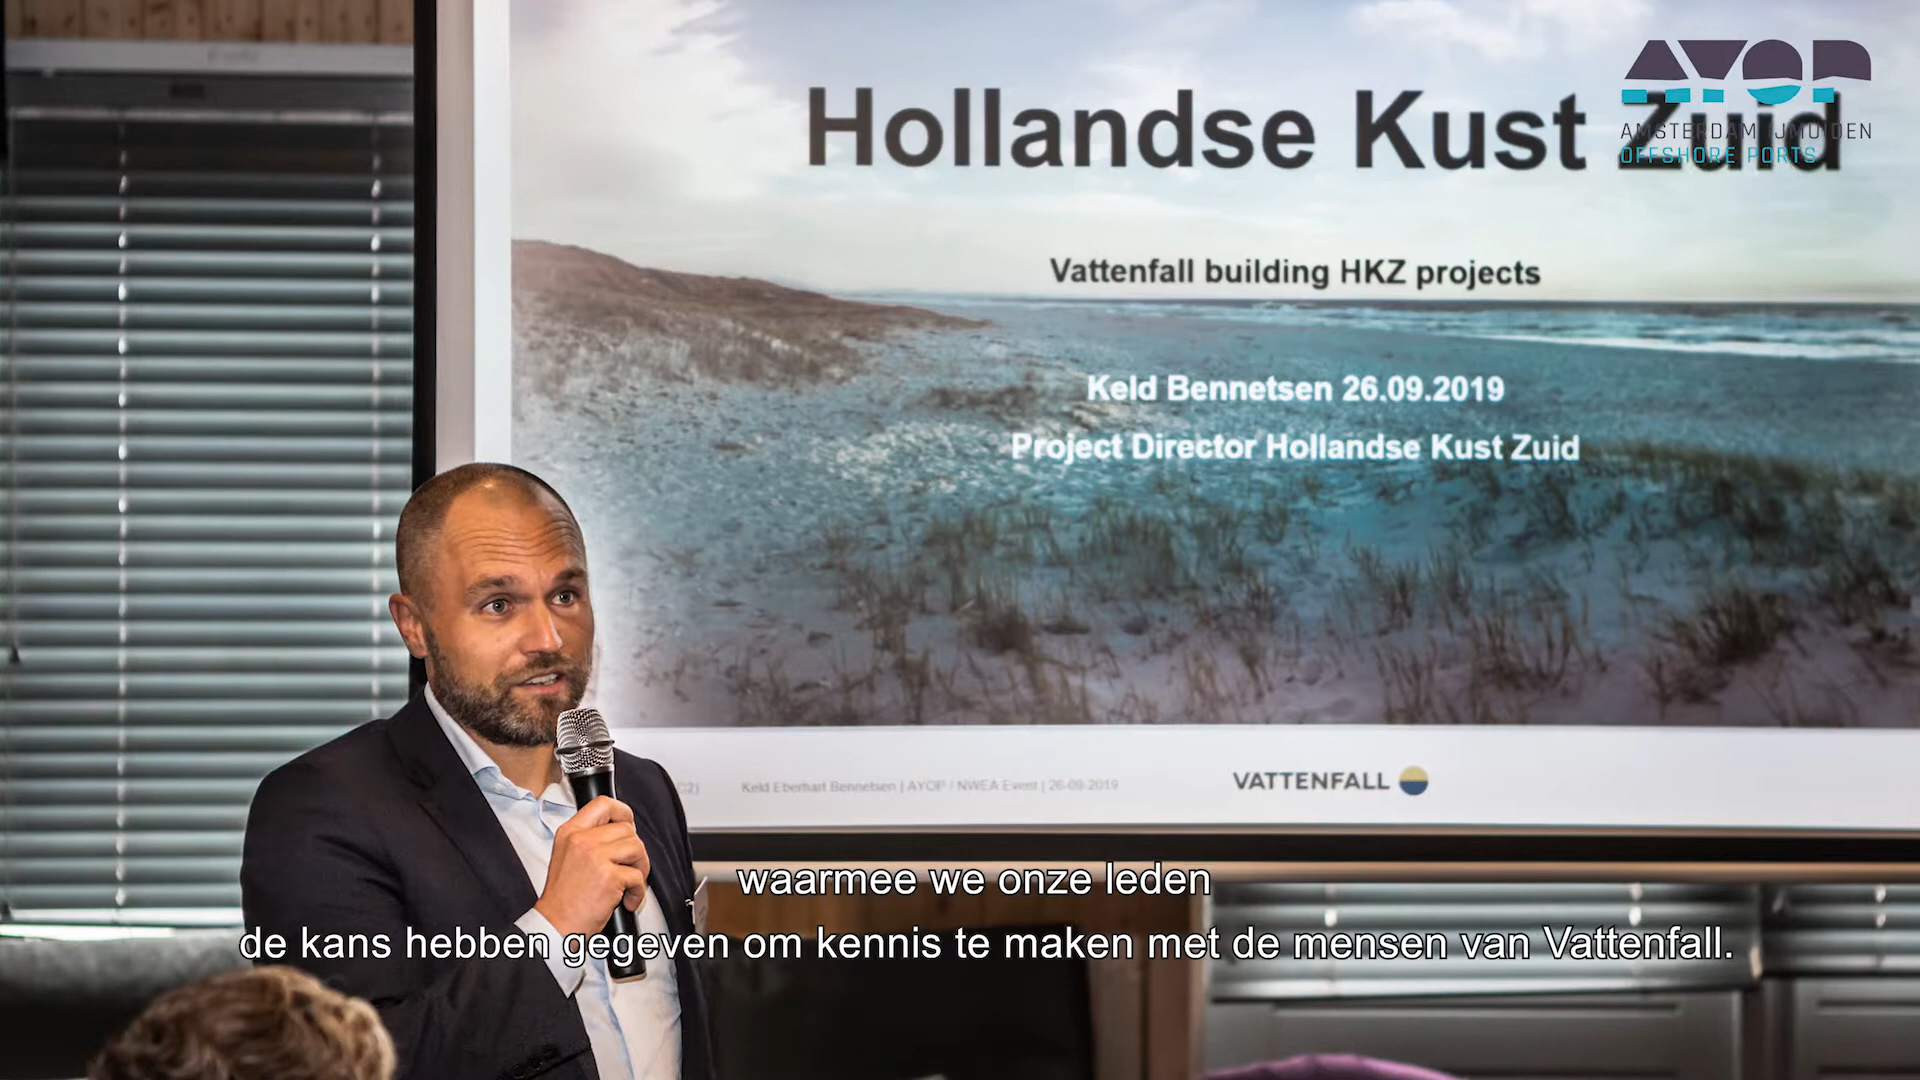 Hollandse Kust Zuid
AYOP
AMSTERDAM IJMUIDEN
OFFSHORE PORTS
Vattenfall building HKZ projects
Keld Bennetsen 26.09.2019
Project Director Hollandse Kust Zuid
C2)
Keld Eberhart Bennetsen | AYOP / NWEA Event | 26-09-2019
VATTENFALL
waarmee we onze leden
de kans hebben gegeven om kennis te maken met de mensen van Vattenfall.